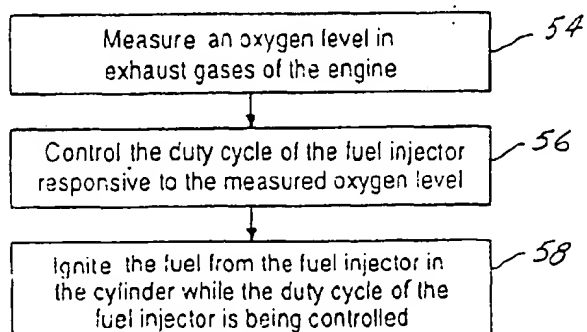 Measure an oxygen level in
exhaust gases of the engine
54
Control the duty cycle of the fuel injector
responsive to the measured oxygen level
56
Ignite the fuel from the fuel injector in
the cylinder while the duty cycle of the
fuel injector is being controlled
58